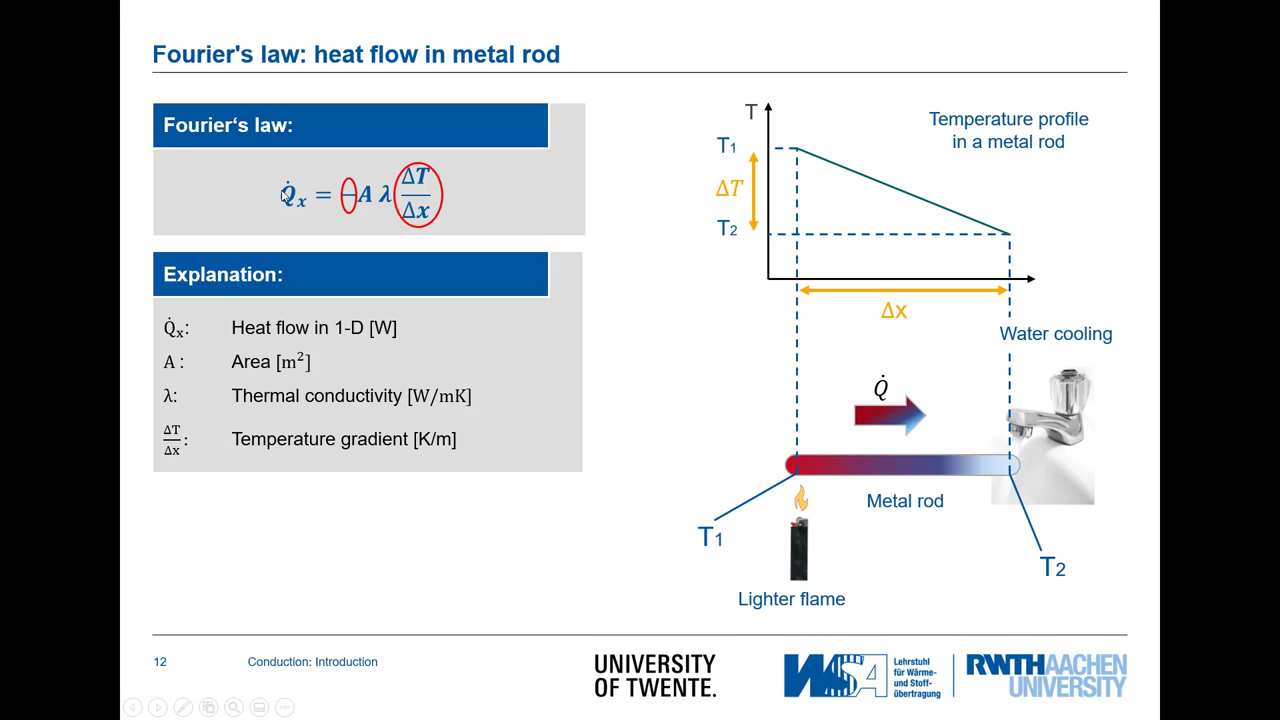 Fourier's law: heat flow in metal rod
Fourier‘s law:
Q̇x = −A λ ΔT/Δx
Explanation:
Q̇x: Heat flow in 1-D [W]
A : Area [m²]
λ: Thermal conductivity [W/mK]
ΔT/Δx: Temperature gradient [K/m]
T
Temperature profile
in a metal rod
T1
ΔT
T2
Δx
Water cooling
Q̇
Metal rod
T1
T2
Lighter flame
12
Conduction: Introduction
UNIVERSITY
OF TWENTE.
WSA
Lehrstuhl
für Wärme-
und Stoff-
übertragung
RWTHAACHEN
UNIVERSITY